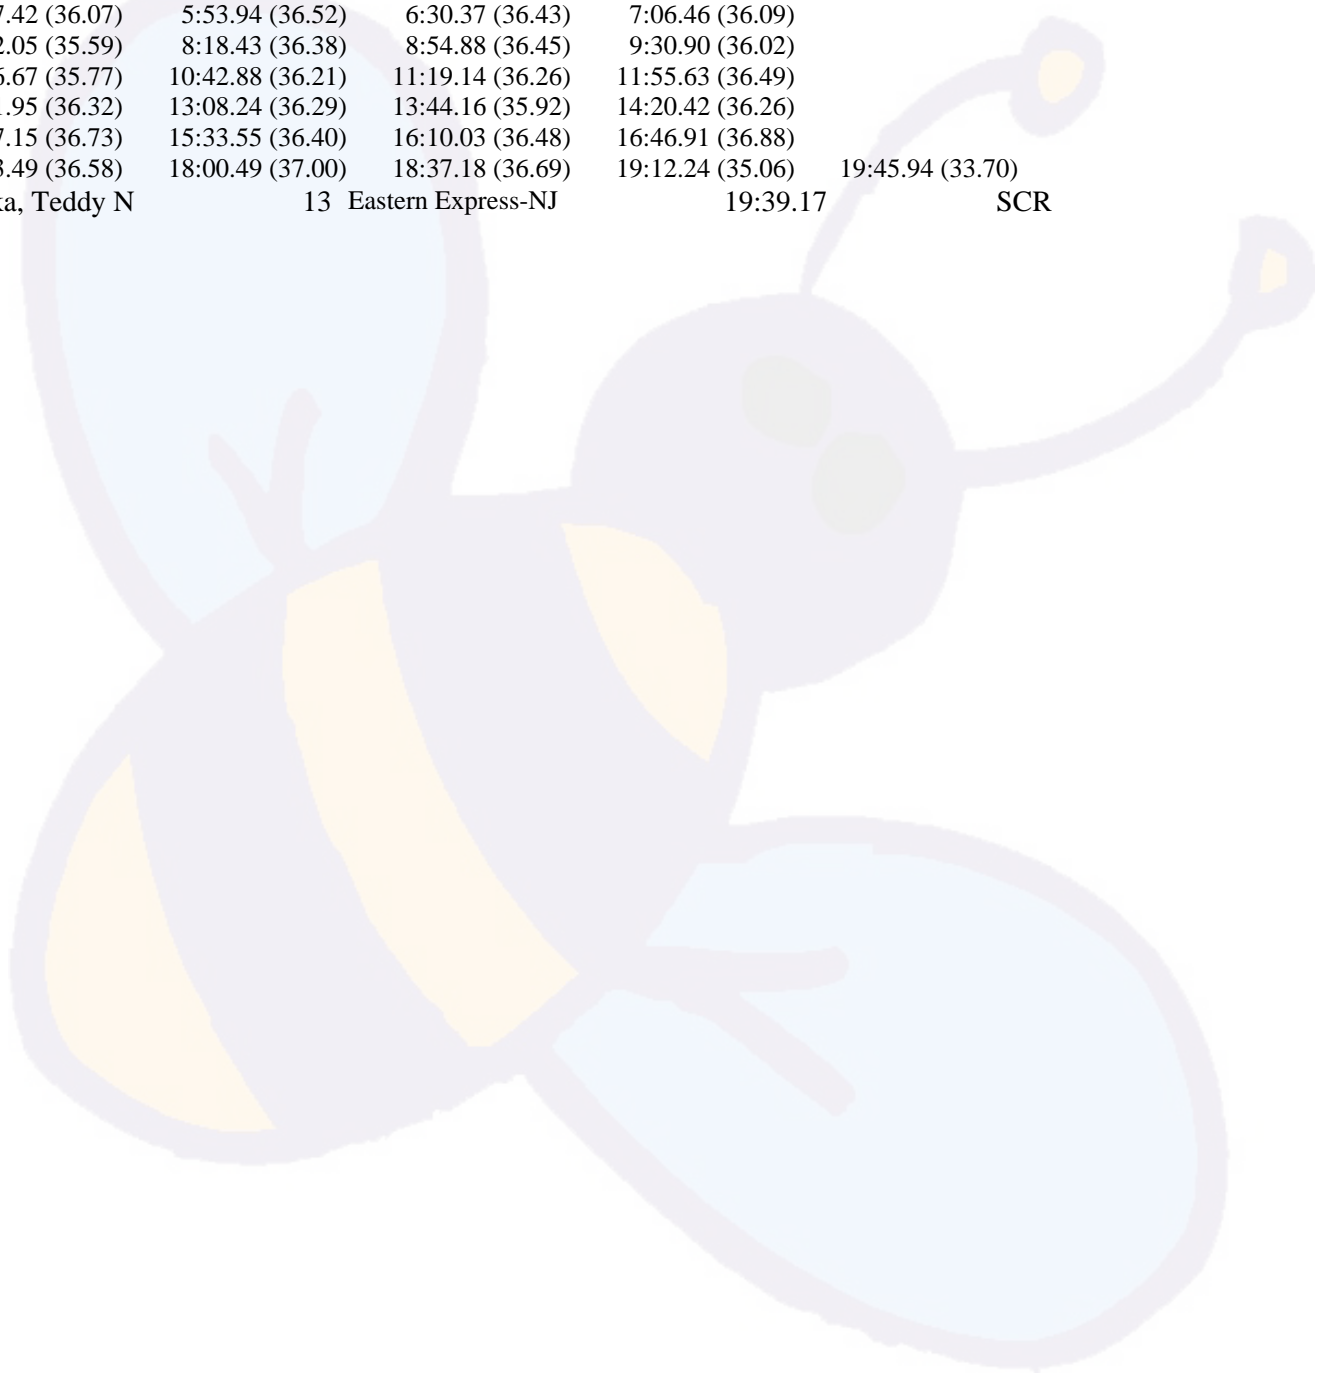 7.42 (36.07) 5:53.94 (36.52) 6:30.37 (36.43) 7:06.46 (36.09)
2.05 (35.59) 8:18.43 (36.38) 8:54.88 (36.45) 9:30.90 (36.02)
6.67 (35.77) 10:42.88 (36.21) 11:19.14 (36.26) 11:55.63 (36.49)
.95 (36.32) 13:08.24 (36.29) 13:44.16 (35.92) 14:20.42 (36.26)
7.15 (36.73) 15:33.55 (36.40) 16:10.03 (36.48) 16:46.91 (36.88)
.49 (36.58) 18:00.49 (37.00) 18:37.18 (36.69) 19:12.24 (35.06) 19:45.94 (33.70)
ka, Teddy N 13 Eastern Express-NJ 19:39.17 SCR